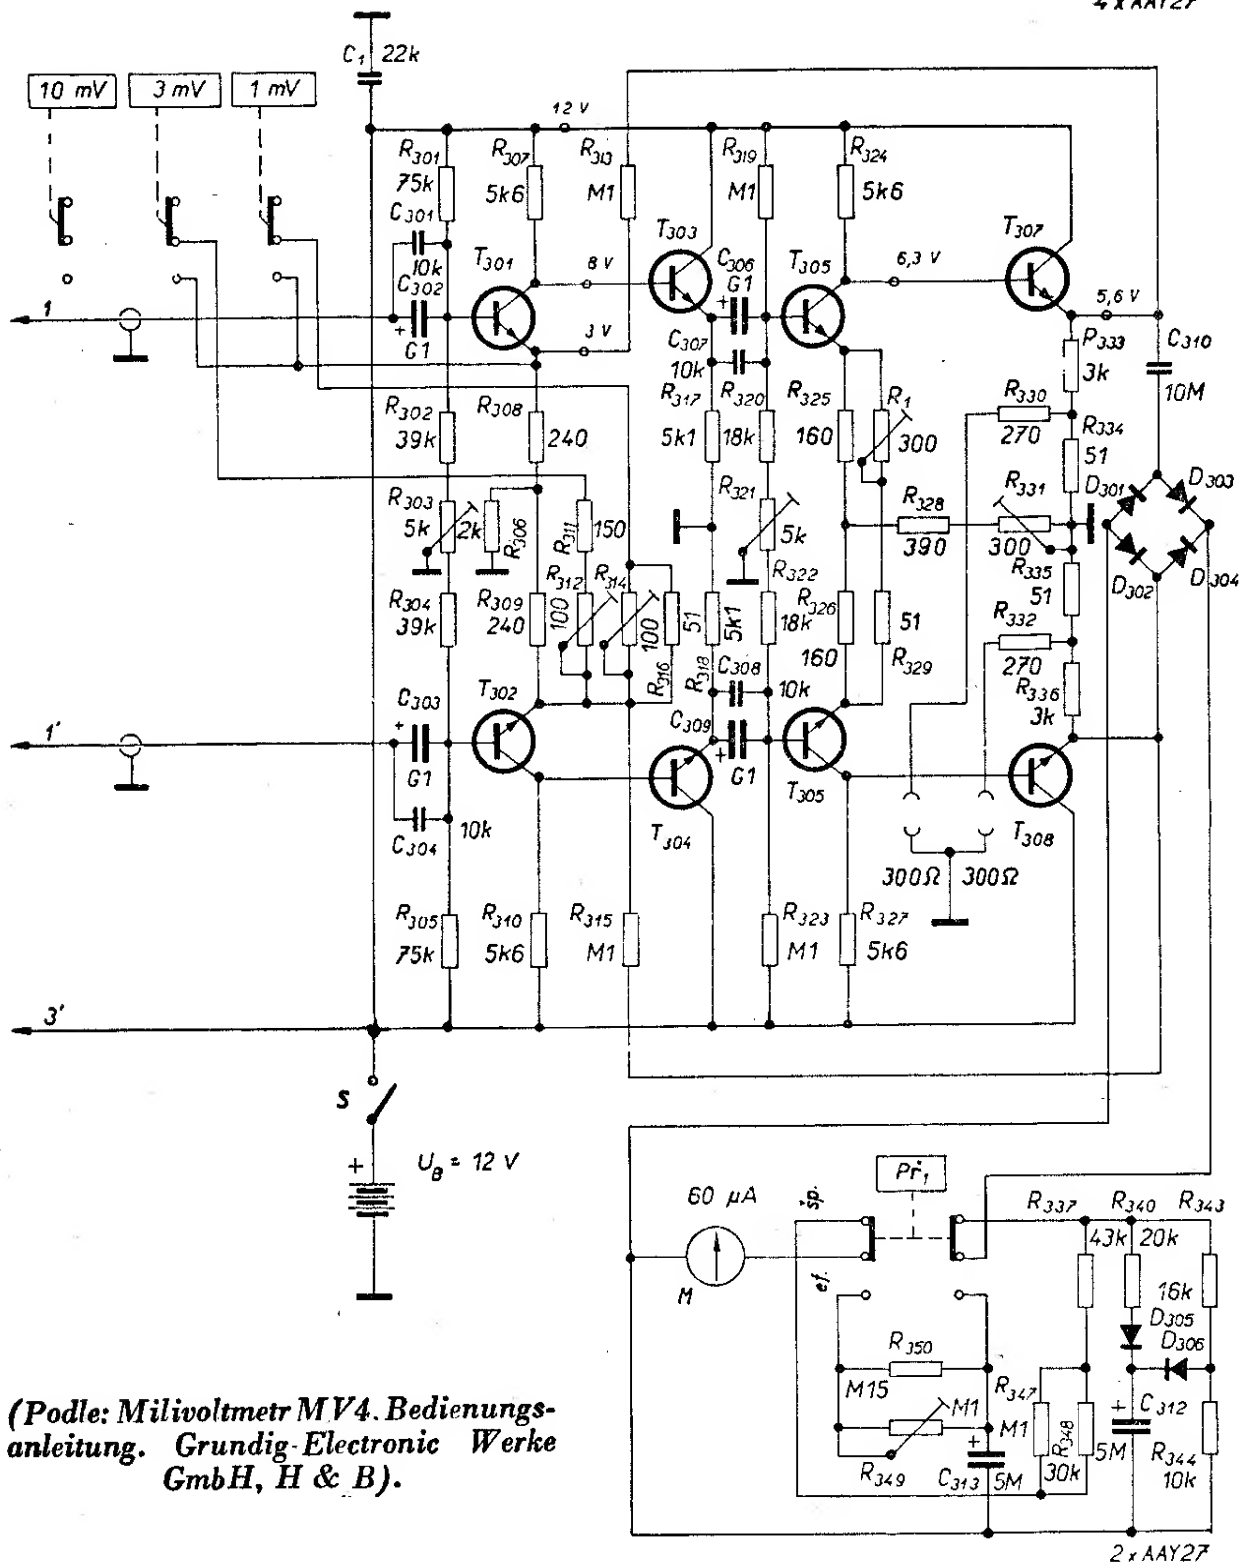 4 x AAY27
C1 22k
10 mV 3 mV 1 mV
12 V
R301 R307 R313 R319 R324
75k 5k6 M1 M1 5k6
C301
10k
C302
G1
T301
8 V
3 V
T303
C306
G1
T305
6,3 V
T307
5,6 V
1
C307
10k
P333
3k
C310
10M
R302
39k
R308
240
R317
5k1
R320
18k
R325
160
R1
300
R330
270
R334
51
D301
D303
R303
5k
2k
R306
R311
150
R321
5k
R328
390
R331
300
D302
D304
R304
39k
R309
240
R312
100
R314
100
R316
51
R318
5k1
R322
18k
R326
160
51
R329
R335
51
R332
270
R336
3k
C303
G1
T302
C308
10k
C309
G1
T305
1'
C304
10k
T304
T308
300Ω 300Ω
R305 R310 R315 R323 R327
75k 5k6 M1 M1 5k6
3'
S
+
UB = 12 V
60 µA
M
šp.
ef.
Př1
R337 R340 R343
43k 20k
16k
D305
D306
R350
M15
M1
R349
C313 5M
R347
M1
R348
30k
C312
5M
R344
10k
2 x AAY27
(Podle: Milivoltmetr MV4. Bedienungs-
anleitung. Grundig-Electronic Werke
GmbH, H & B).